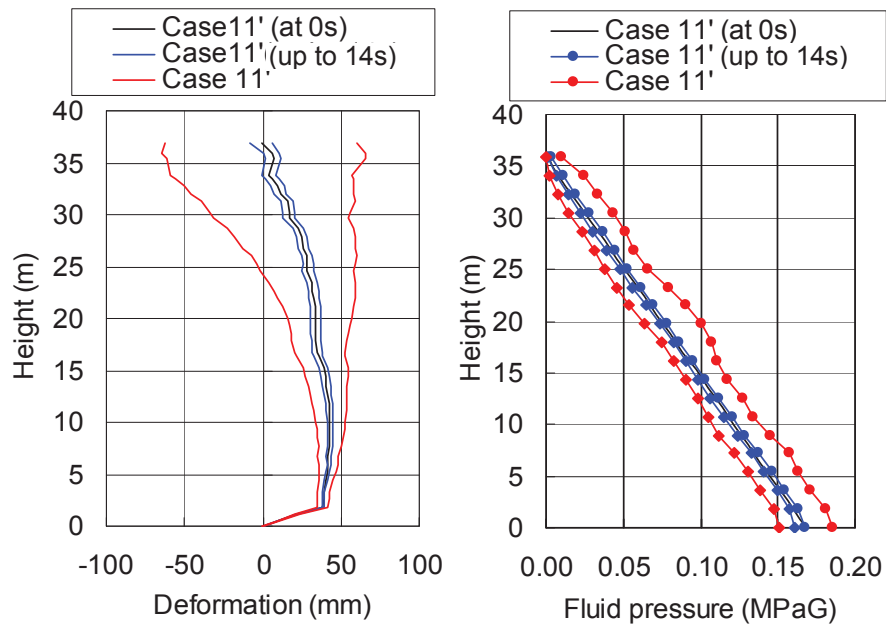 Case11' (at 0s)
Case11' (up to 14s)
Case 11'
40
35
30
25
20
15
10
5
0
Height (m)
-100 -50 0 50 100
Deformation (mm)
Case 11' (at 0s)
Case 11' (up to 14s)
Case 11'
40
35
30
25
20
15
10
5
0
Height (m)
0.00 0.05 0.10 0.15 0.20
Fluid pressure (MPaG)